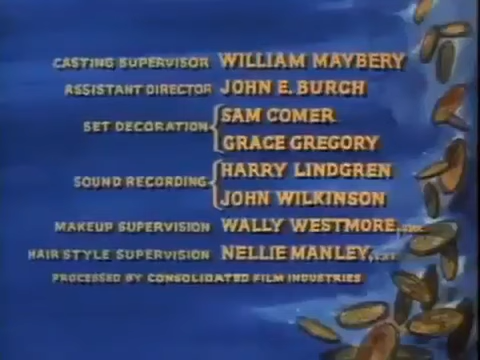 CASTING SUPERVISOR WILLIAM MAYBERY
ASSISTANT DIRECTOR JOHN E. BURCH
SET DECORATION SAM COMER
GRACE GREGORY
SOUND RECORDING HARRY LINDGREN
JOHN WILKINSON
MAKEUP SUPERVISION WALLY WESTMORE,
HAIR STYLE SUPERVISION NELLIE MANLEY,
PROCESSED BY CONSOLIDATED FILM INDUSTRIES